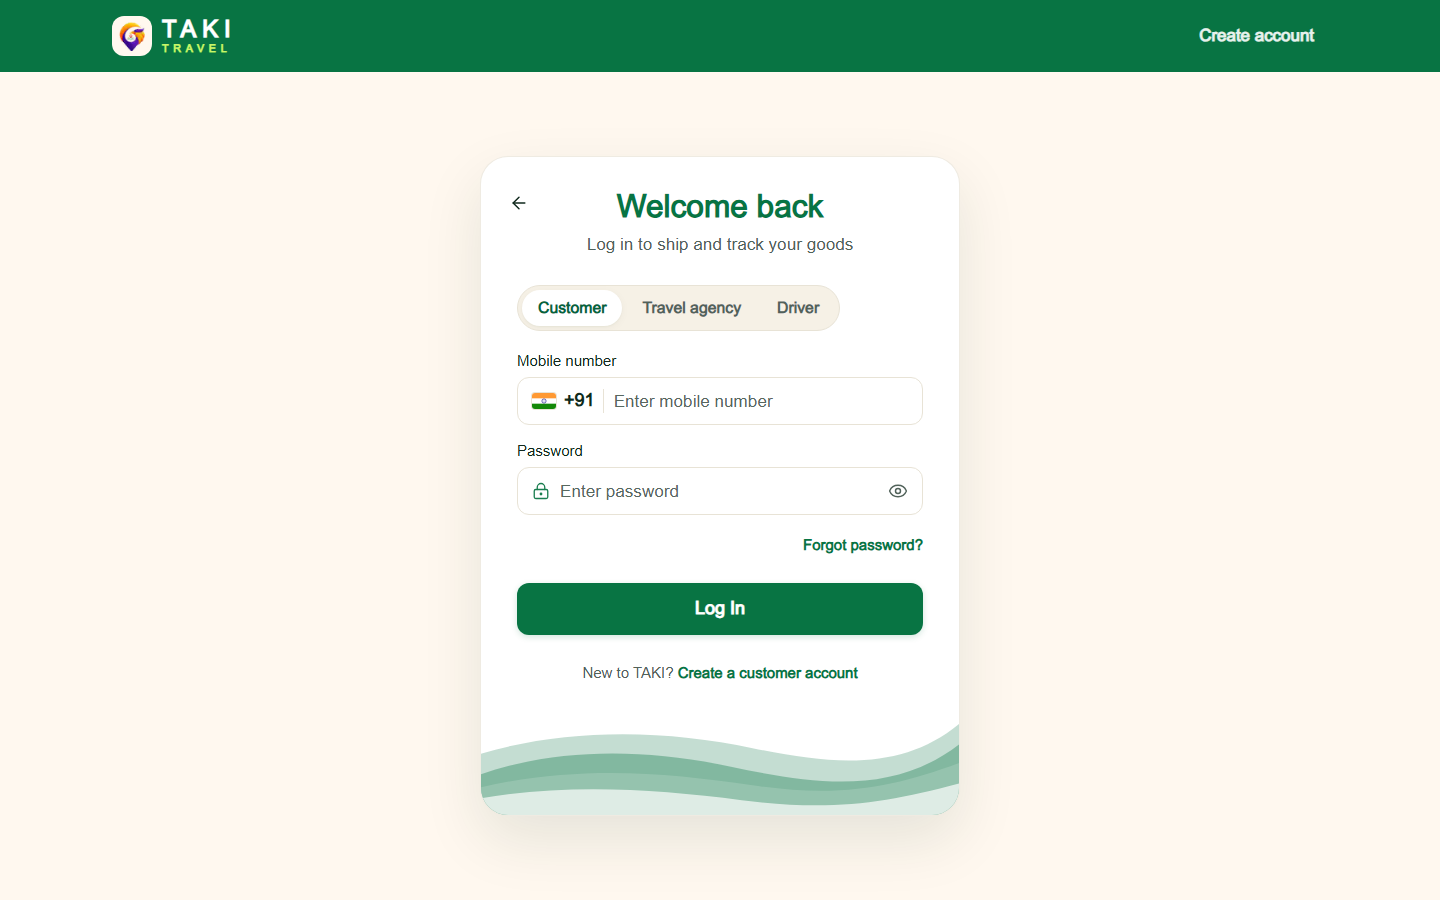 TAKI
TRAVEL
Create account
Welcome back
Log in to ship and track your goods
Customer Travel agency Driver
Mobile number
+91 Enter mobile number
Password
Enter password
Forgot password?
Log In
New to TAKI? Create a customer account